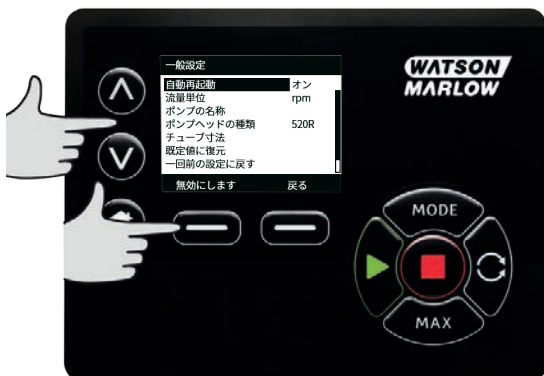 一般設定
自動再起動 オン
流量単位 rpm
ポンプの名称
ポンプヘッドの種類 520R
チューブ寸法
既定値に復元
一回前の設定に戻す
無効にします 戻る
WATSON
MARLOW
MODE
MAX